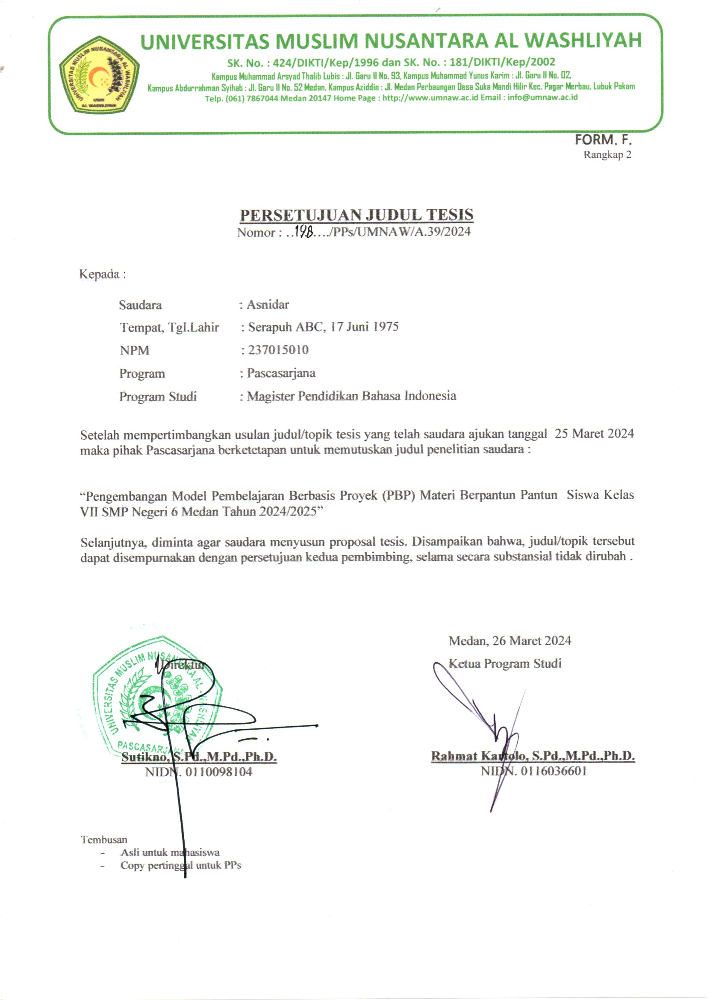 UNIVERSITAS MUSLIM NUSANTARA AL WASHLIYAH
SK. No. : 424/DIKTI/Kep/1996 dan SK. No. : 181/DIKTI/Kep/2002
Kampus Muhammad Arsyad Thalib Lubis : Jl. Garu II No. 93, Kampus Muhammad Yunus Karim : Jl. Garu II No. 02,
Kampus Abdurrahman Syihab : Jl. Garu II No. 52 Medan, Kampus Aziddin : Jl. Medan Perbaungan Desa Suka Mandi Hilir Kec. Pagar Merbau, Lubuk Pakam
Telp. (061) 7867044 Medan 20147 Home Page : http://www.umnaw.ac.id Email : info@umnaw.ac.id
UNIVERSITAS MUSLIM NUSANTARA AL WASHLIYAH
UMN
AL WASHLIYAH
FORM. F.
Rangkap 2
PERSETUJUAN JUDUL TESIS
Nomor : ..198..../PPs/UMNAW/A.39/2024
Kepada :
Saudara : Asnidar
Tempat, Tgl.Lahir : Serapuh ABC, 17 Juni 1975
NPM : 237015010
Program : Pascasarjana
Program Studi : Magister Pendidikan Bahasa Indonesia
Setelah mempertimbangkan usulan judul/topik tesis yang telah saudara ajukan tanggal 25 Maret 2024
maka pihak Pascasarjana berketetapan untuk memutuskan judul penelitian saudara :
“Pengembangan Model Pembelajaran Berbasis Proyek (PBP) Materi Berpantun Pantun Siswa Kelas
VII SMP Negeri 6 Medan Tahun 2024/2025”
Selanjutnya, diminta agar saudara menyusun proposal tesis. Disampaikan bahwa, judul/topik tersebut
dapat disempurnakan dengan persetujuan kedua pembimbing, selama secara substansial tidak dirubah .
Medan, 26 Maret 2024
Direktur
Ketua Program Studi
UNIVERSITAS MUSLIM NUSANTARA AL-WASHLIYAH
PASCASARJANA
Sutikno, S.Pd.,M.Pd.,Ph.D.
NIDN. 0110098104
Rahmat Kartolo, S.Pd.,M.Pd.,Ph.D.
NIDN. 0116036601
Tembusan
- Asli untuk mahasiswa
- Copy pertinggal untuk PPs